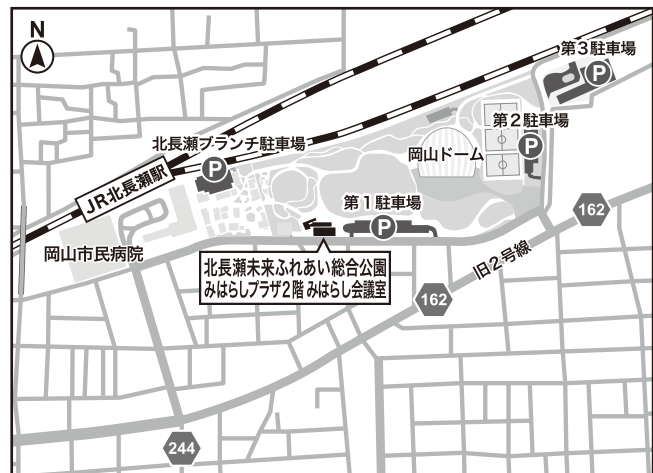 N
第3駐車場
P
第2駐車場
P
北長瀬ブランチ駐車場
P
岡山ドーム
JR北長瀬駅
第1駐車場
P
162
岡山市民病院
旧2号線
北長瀬未来ふれあい総合公園
みはらしプラザ2階 みはらし会議室
162
244